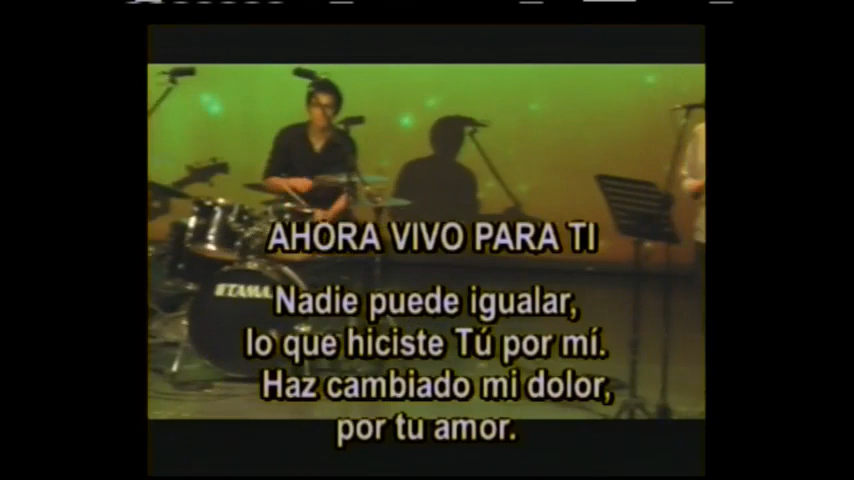 AHORA VIVO PARA TI
TAMA
Nadie puede igualar,
lo que hiciste Tú por mí.
Haz cambiado mi dolor,
por tu amor.